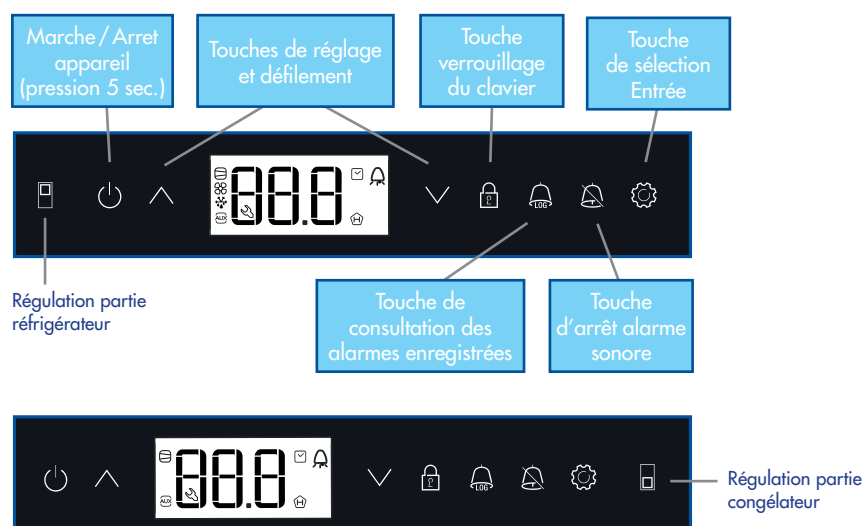 Marche / Arret
appareil
(pression 5 sec.)
Touches de réglage
et défilement
Touche
verrouillage
du clavier
Touche
de sélection
Entrée
88.8
AUX
LOG
Régulation partie
réfrigérateur
Touche de
consultation des
alarmes enregistrées
Touche
d'arrêt alarme
sonore
88.8
AUX
LOG
Régulation partie
congélateur